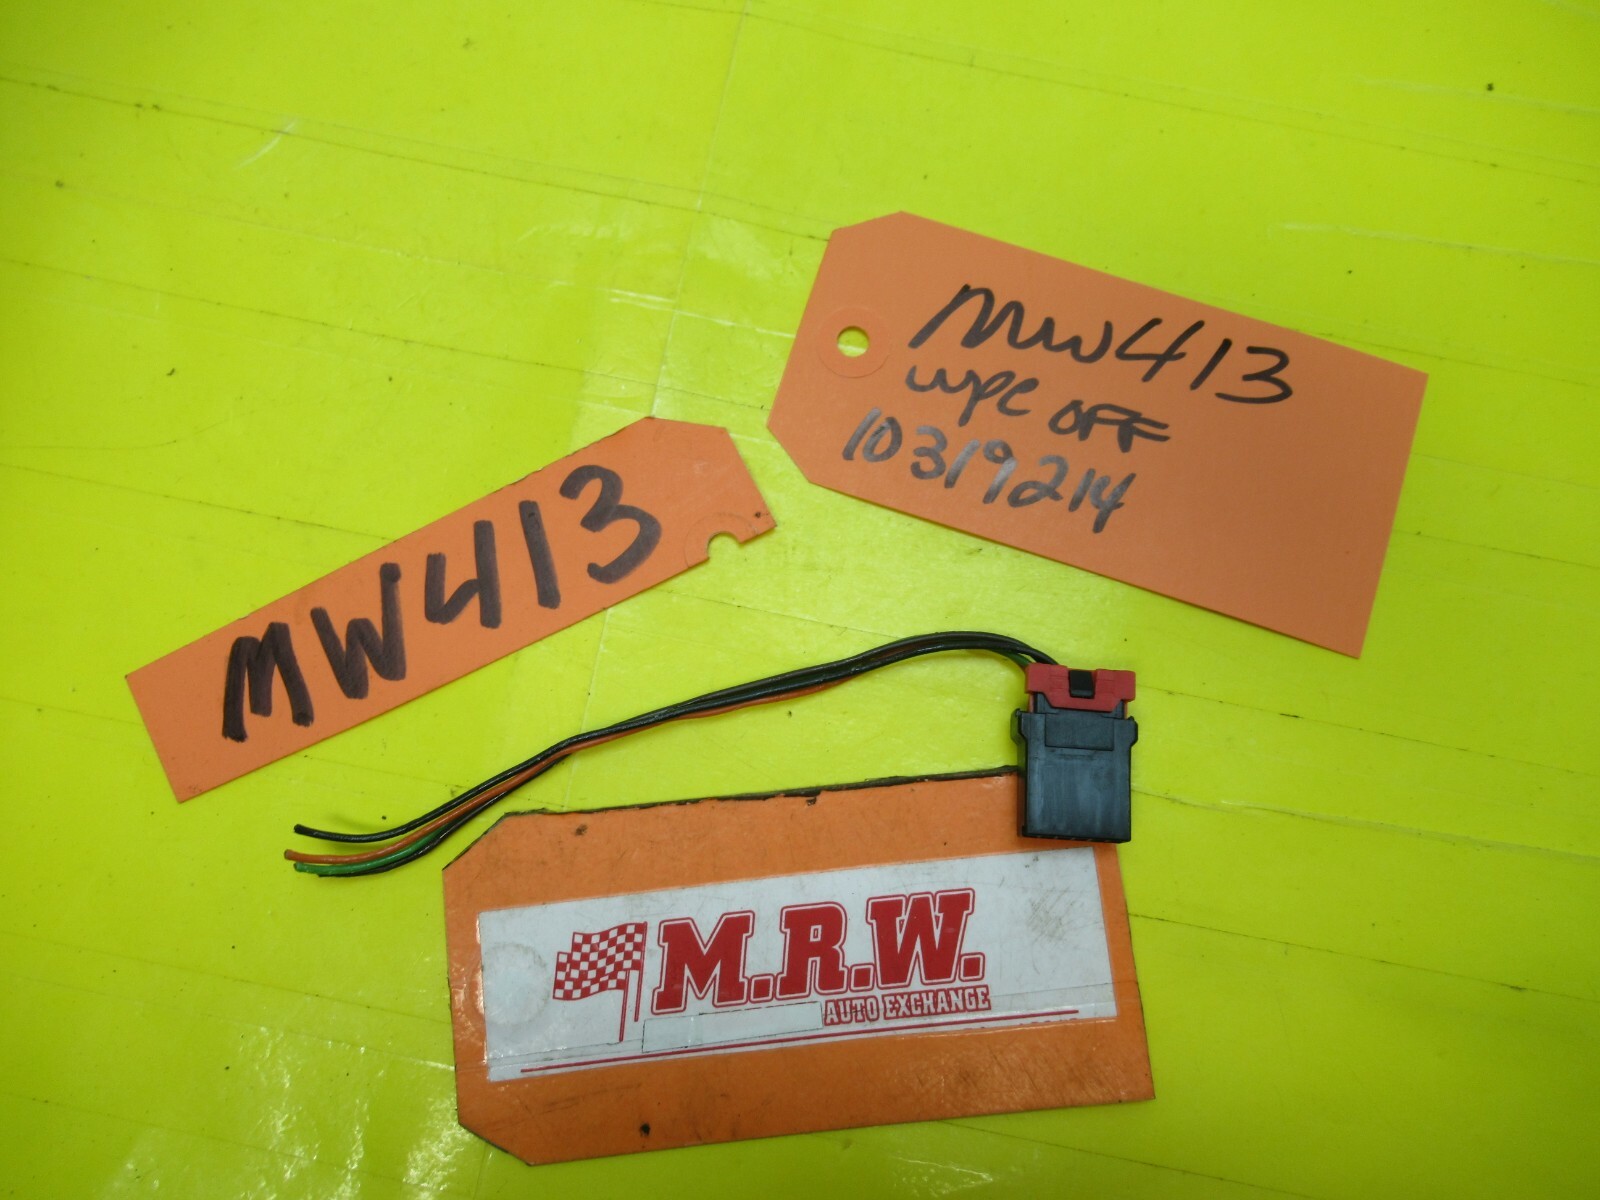 MW413
wpc OFF
10319214
MW413
M.R.W.
AUTO EXCHANGE